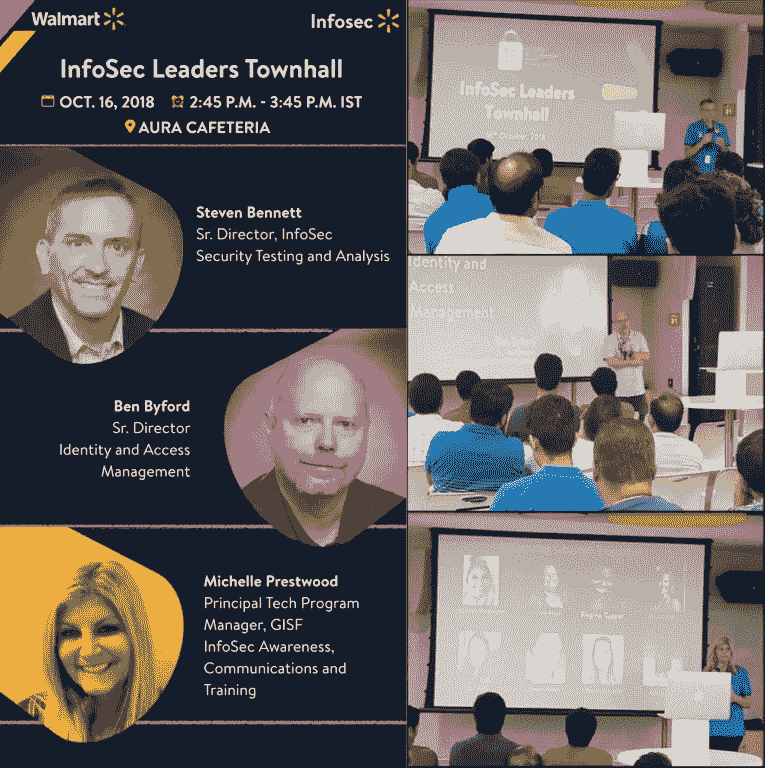 Walmart
Infosec
InfoSec Leaders Townhall
OCT. 16, 2018 2:45 P.M. - 3:45 P.M. IST
AURA CAFETERIA
Steven Bennett
Sr. Director, InfoSec
Security Testing and Analysis
Ben Byford
Sr. Director
Identity and Access
Management
Michelle Prestwood
Principal Tech Program
Manager, GISF
InfoSec Awareness,
Communications and
Training
InfoSec Leaders
Townhall
October, 2018
Identity and
Access
Management